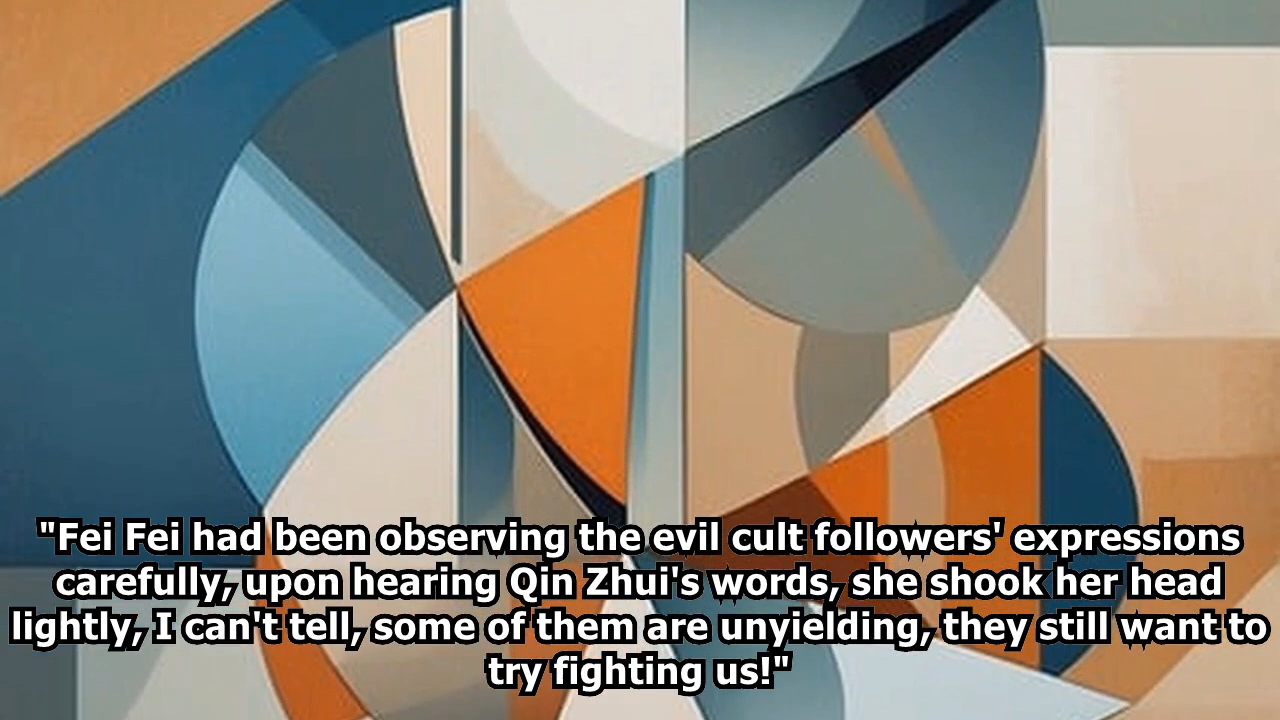 "Fei Fei had been observing the evil cult followers' expressions
carefully, upon hearing Qin Zhui's words, she shook her head
lightly, I can't tell, some of them are unyielding, they still want to
try fighting us!"